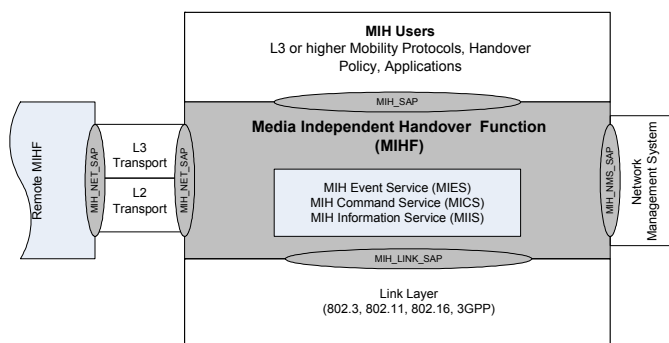 MIH Users
L3 or higher Mobility Protocols, Handover
Policy, Applications
MIH_SAP
Media Independent Handover Function
(MIHF)
Remote MIHF
MIH_NET_SAP
L3
Transport
L2
Transport
MIH_NET_SAP
MIH Event Service (MIES)
MIH Command Service (MICS)
MIH Information Service (MIIS)
MIH_NMS_SAP
Network
Management System
MIH_LINK_SAP
Link Layer
(802.3, 802.11, 802.16, 3GPP)